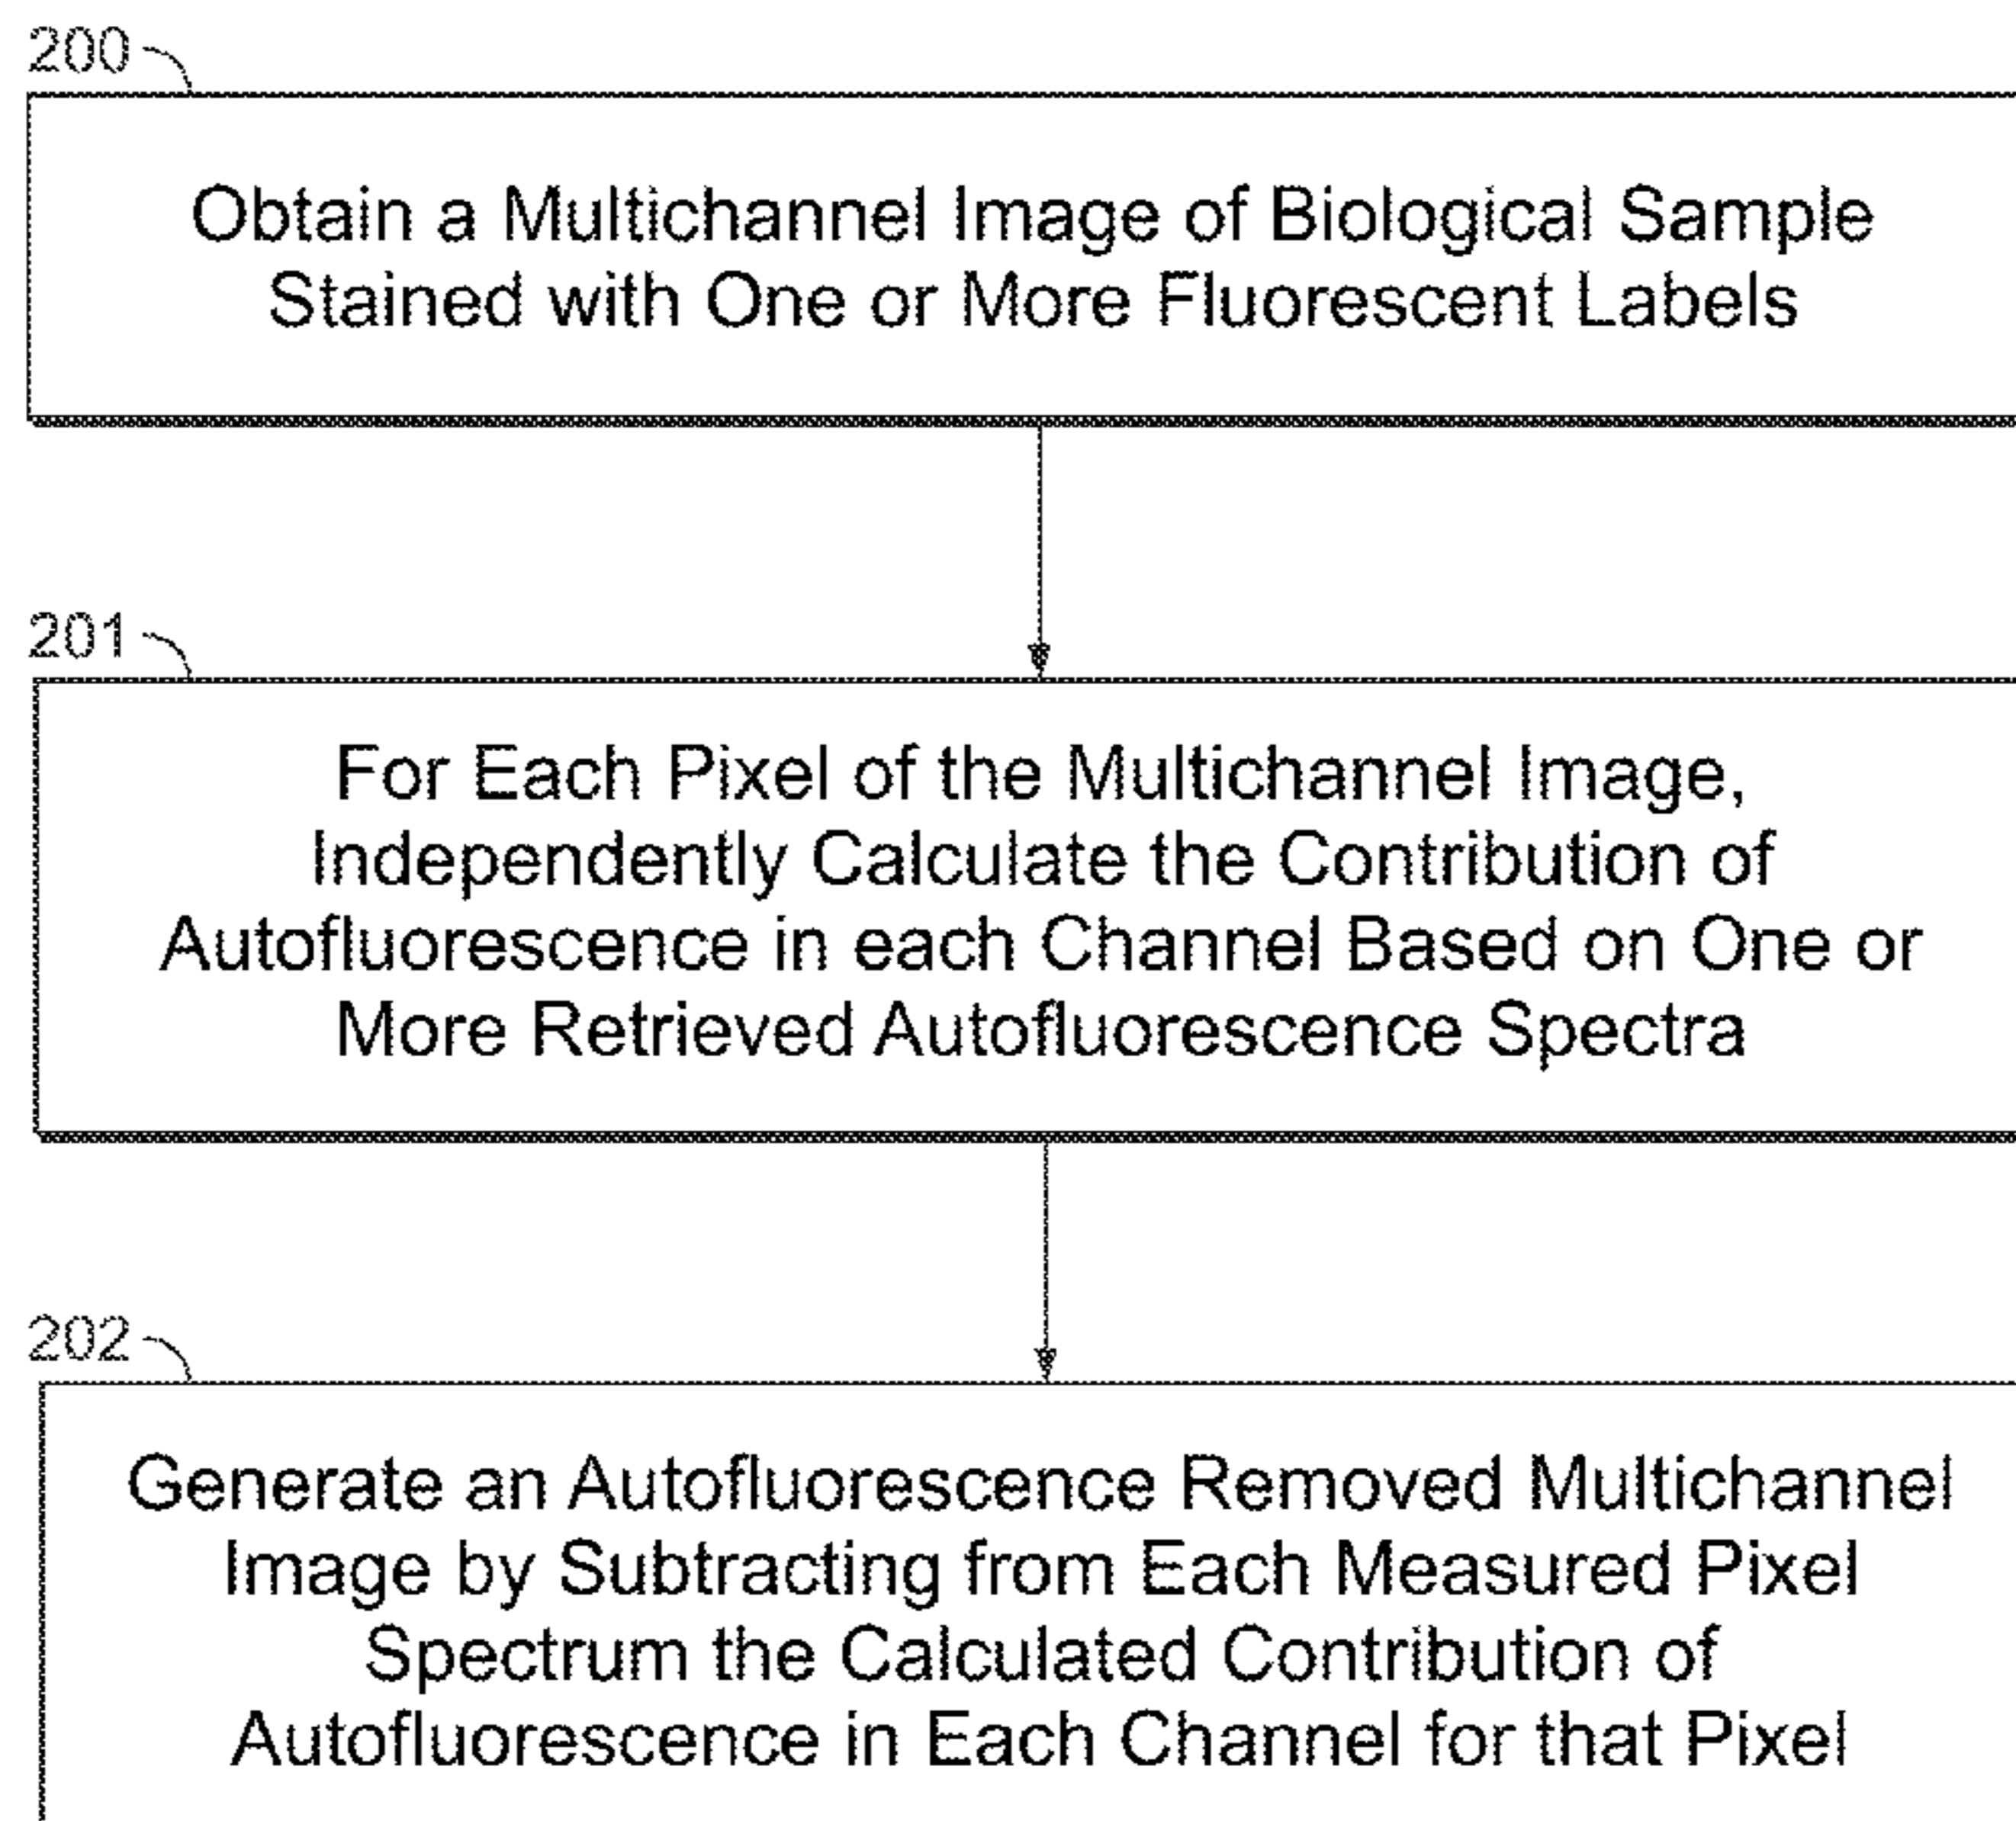 200
Obtain a Multichannel Image of Biological Sample
Stained with One or More Fluorescent Labels
201
For Each Pixel of the Multichannel Image,
Independently Calculate the Contribution of
Autofluorescence in each Channel Based on One or
More Retrieved Autofluorescence Spectra
202
Generate an Autofluorescence Removed Multichannel
Image by Subtracting from Each Measured Pixel
Spectrum the Calculated Contribution of
Autofluorescence in Each Channel for that Pixel